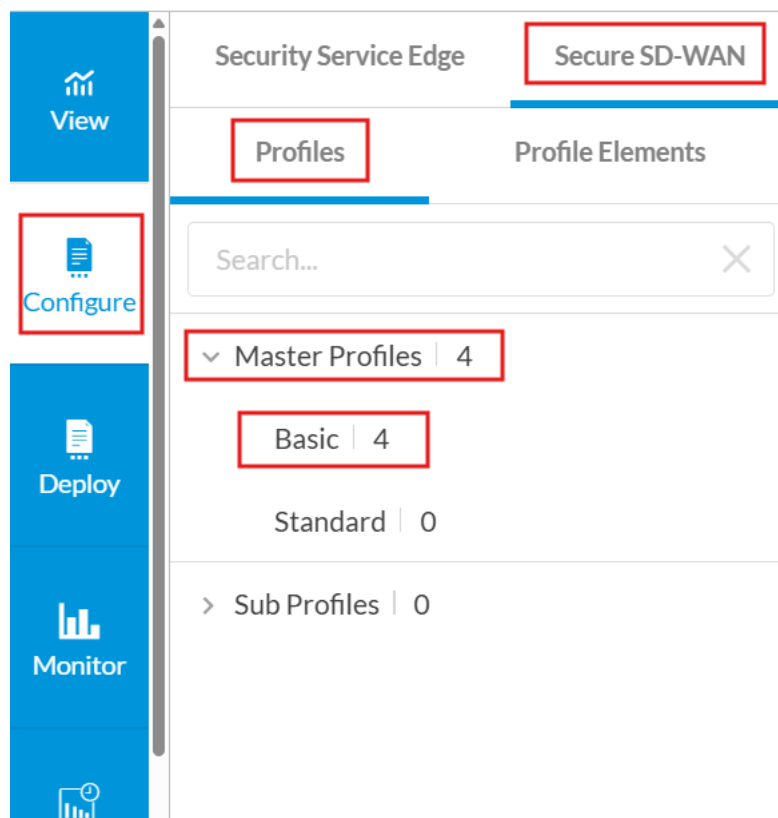 View
Configure
Deploy
Monitor
Security Service Edge
Secure SD-WAN
Profiles
Profile Elements
Search...
Master Profiles 4
Basic 4
Standard 0
Sub Profiles 0